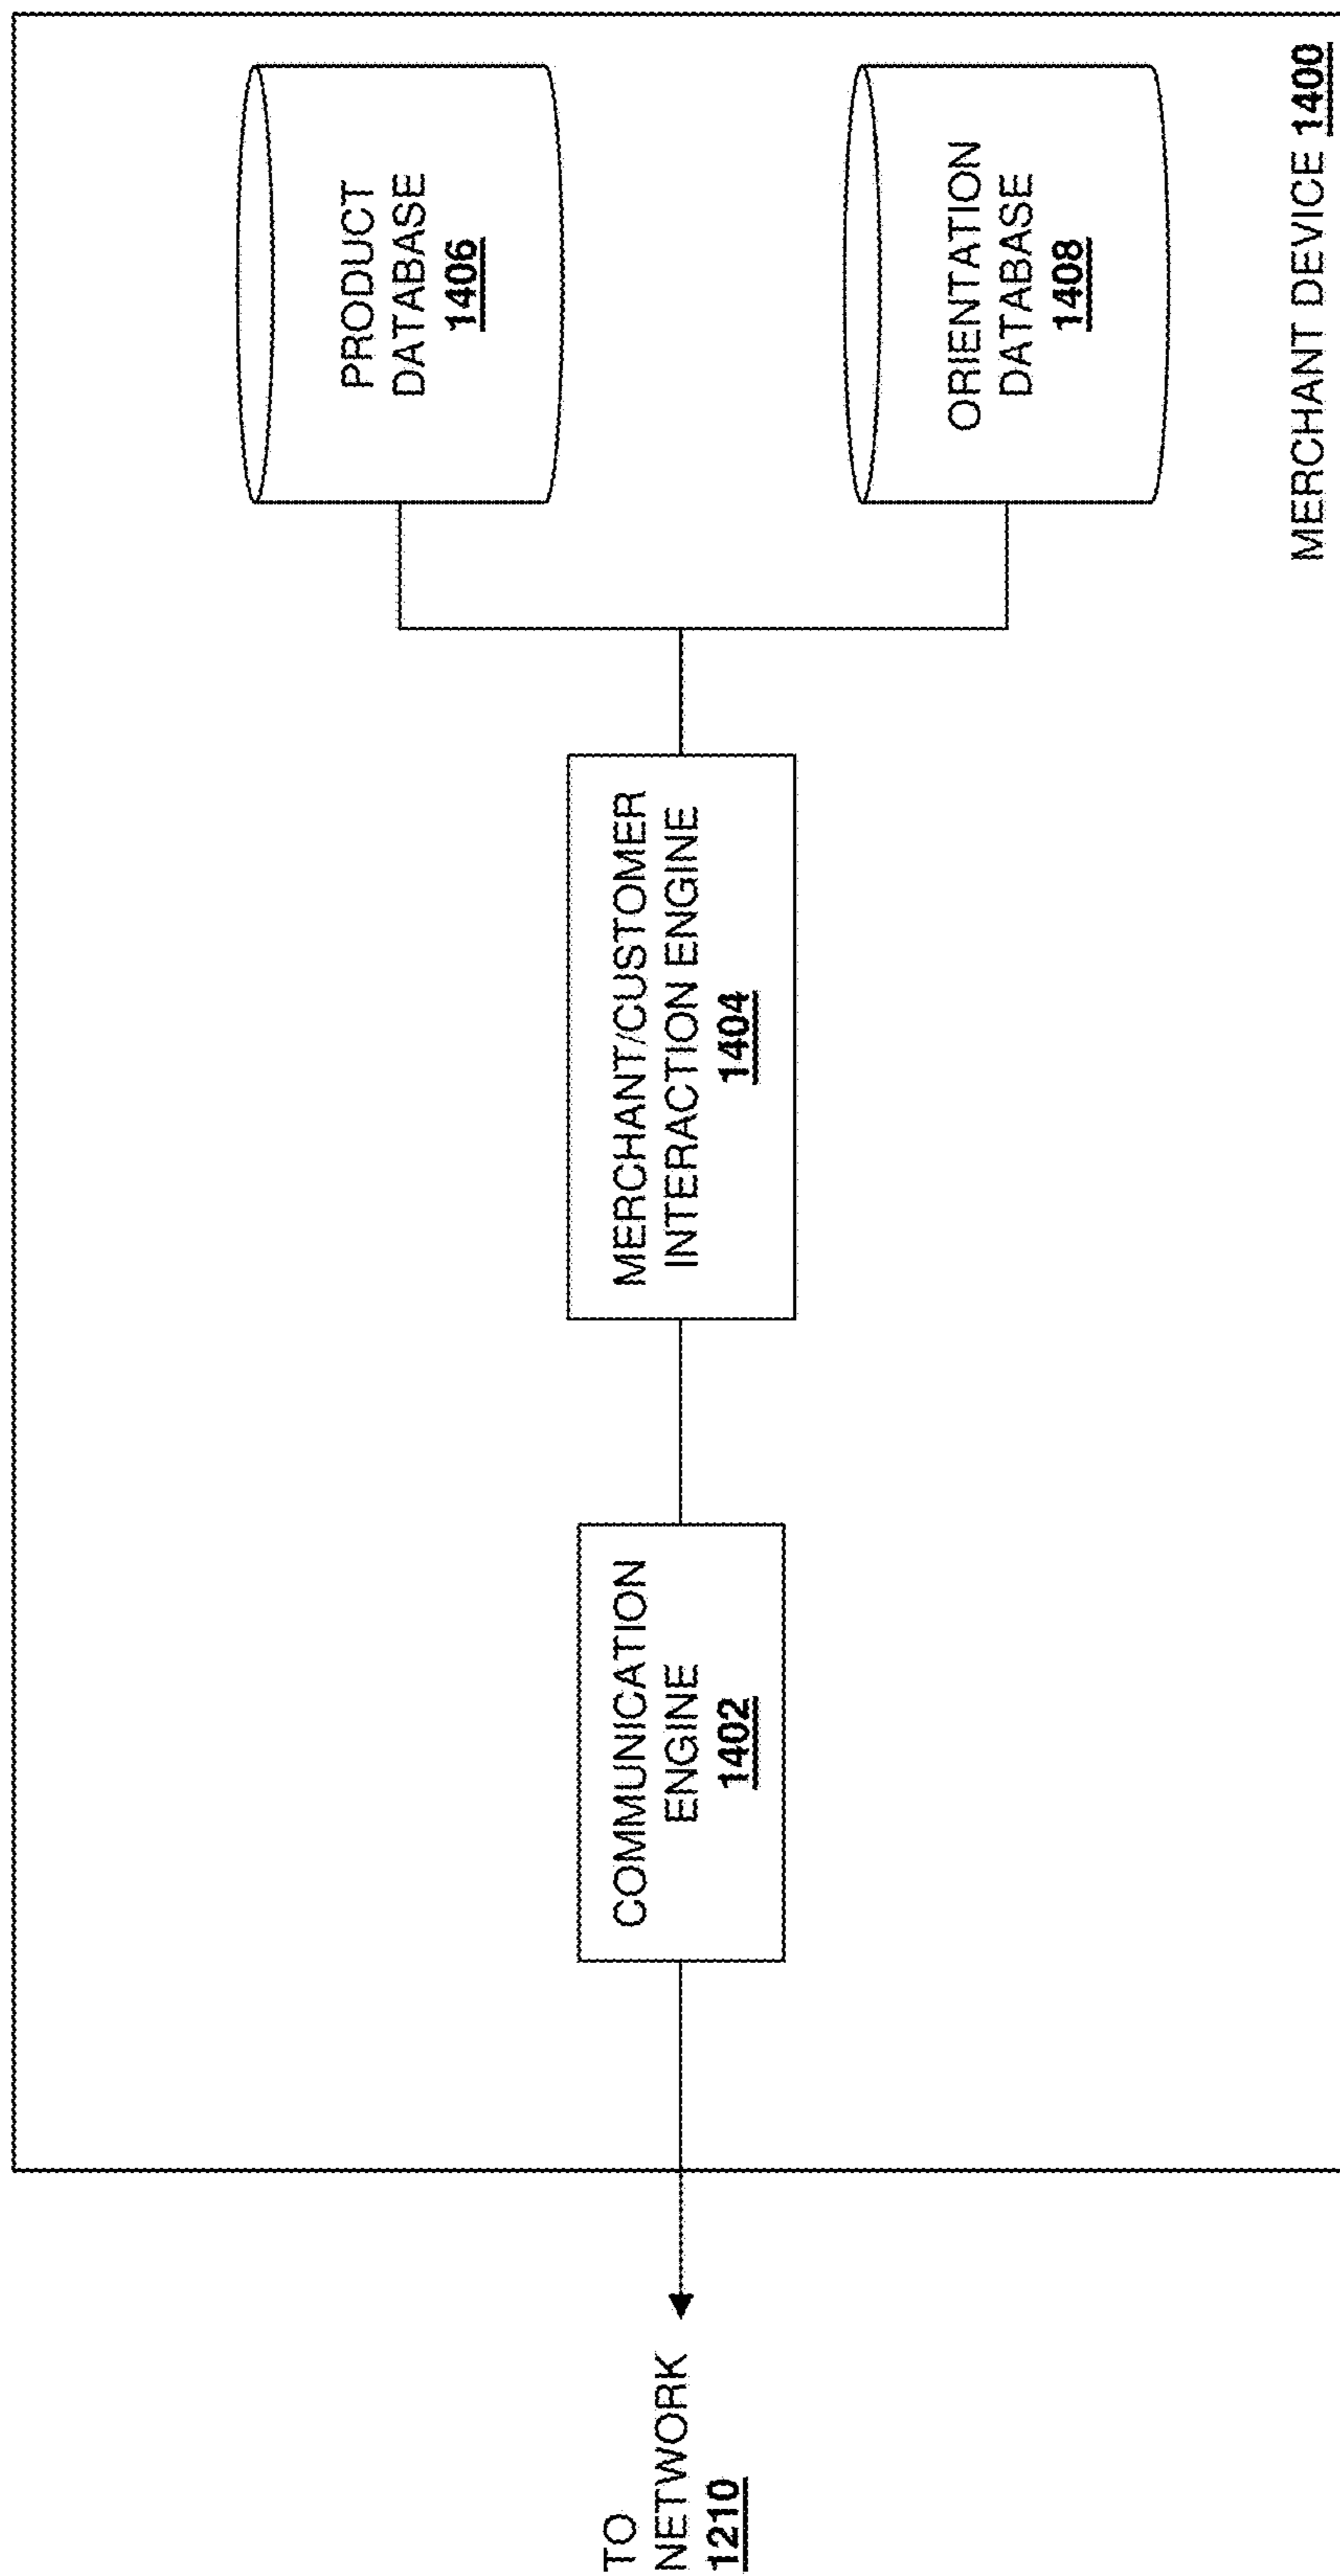 TO
NETWORK
1210
COMMUNICATION
ENGINE
1402
MERCHANT/CUSTOMER
INTERACTION ENGINE
1404
PRODUCT
DATABASE
1406
ORIENTATION
DATABASE
1408
MERCHANT DEVICE 1400